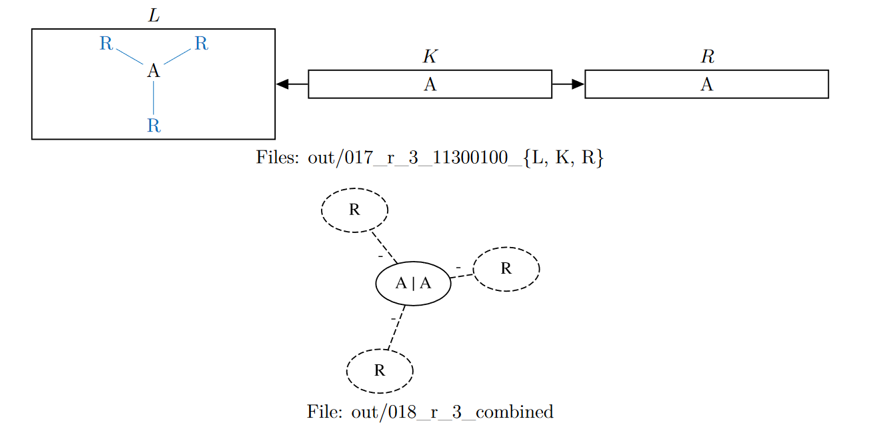 L
R R
A
R
K
A
R
A
Files: out/017_r_3_11300100_{L, K, R}
R
-
A | A
-
R
-
R
File: out/018_r_3_combined